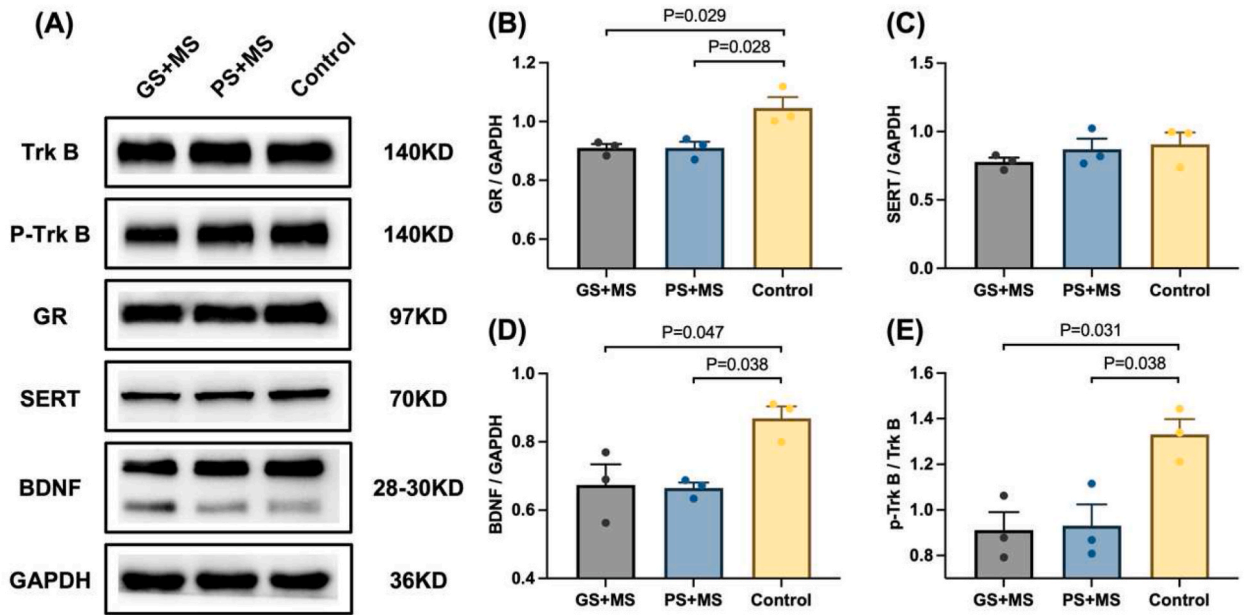 (A)
GS+MS PS+MS Control
Trk B 140KD
P-Trk B 140KD
GR 97KD
SERT 70KD
BDNF 28-30KD
GAPDH 36KD
(B)
P=0.029
P=0.028
GR / GAPDH
1.2
1.0
0.8
0.6
GS+MS PS+MS Control
(C)
SERT / GAPDH
1.5
1.0
0.5
0.0
GS+MS PS+MS Control
(D)
P=0.047
P=0.038
BDNF / GAPDH
1.0
0.8
0.6
0.4
GS+MS PS+MS Control
(E)
P=0.031
P=0.038
p-Trk B / Trk B
1.6
1.4
1.2
1.0
0.8
GS+MS PS+MS Control